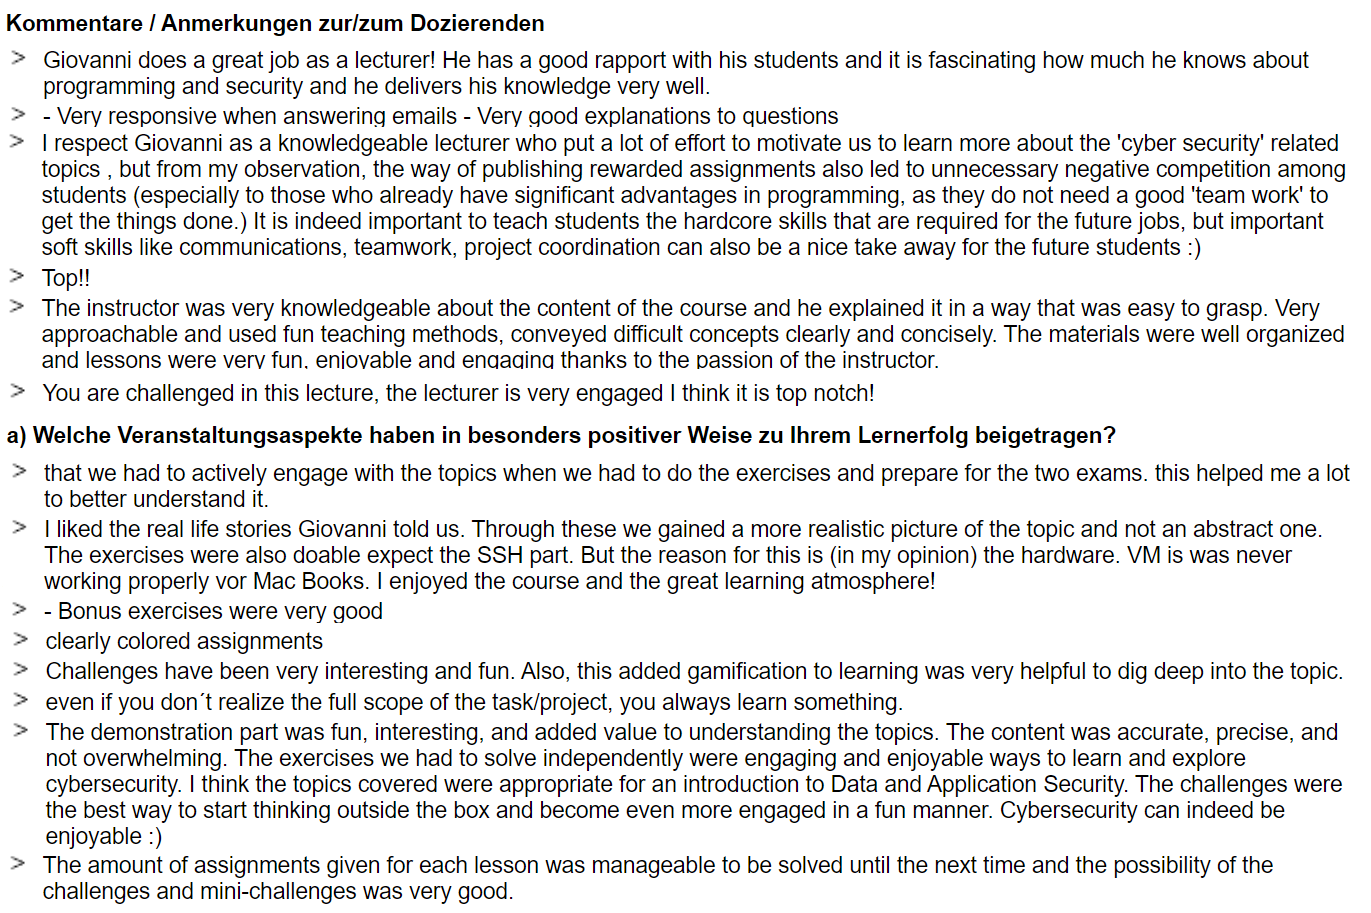 Kommentare / Anmerkungen zur/zum Dozierenden
> Giovanni does a great job as a lecturer! He has a good rapport with his students and it is fascinating how much he knows about
programming and security and he delivers his knowledge very well.
> - Very responsive when answering emails - Very good explanations to questions
> I respect Giovanni as a knowledgeable lecturer who put a lot of effort to motivate us to learn more about the 'cyber security' related
topics , but from my observation, the way of publishing rewarded assignments also led to unnecessary negative competition among
students (especially to those who already have significant advantages in programming, as they do not need a good 'team work' to
get the things done.) It is indeed important to teach students the hardcore skills that are required for the future jobs, but important
soft skills like communications, teamwork, project coordination can also be a nice take away for the future students :)
> Top!!
> The instructor was very knowledgeable about the content of the course and he explained it in a way that was easy to grasp. Very
approachable and used fun teaching methods, conveyed difficult concepts clearly and concisely. The materials were well organized
and lessons were very fun, enjoyable and engaging thanks to the passion of the instructor.
> You are challenged in this lecture, the lecturer is very engaged I think it is top notch!
a) Welche Veranstaltungsaspekte haben in besonders positiver Weise zu Ihrem Lernerfolg beigetragen?
> that we had to actively engage with the topics when we had to do the exercises and prepare for the two exams. this helped me a lot
to better understand it.
> I liked the real life stories Giovanni told us. Through these we gained a more realistic picture of the topic and not an abstract one.
The exercises were also doable expect the SSH part. But the reason for this is (in my opinion) the hardware. VM is was never
working properly vor Mac Books. I enjoyed the course and the great learning atmosphere!
> - Bonus exercises were very good
> clearly colored assignments
> Challenges have been very interesting and fun. Also, this added gamification to learning was very helpful to dig deep into the topic.
> even if you don´t realize the full scope of the task/project, you always learn something.
> The demonstration part was fun, interesting, and added value to understanding the topics. The content was accurate, precise, and
not overwhelming. The exercises we had to solve independently were engaging and enjoyable ways to learn and explore
cybersecurity. I think the topics covered were appropriate for an introduction to Data and Application Security. The challenges were
the best way to start thinking outside the box and become even more engaged in a fun manner. Cybersecurity can indeed be
enjoyable :)
> The amount of assignments given for each lesson was manageable to be solved until the next time and the possibility of the
challenges and mini-challenges was very good.